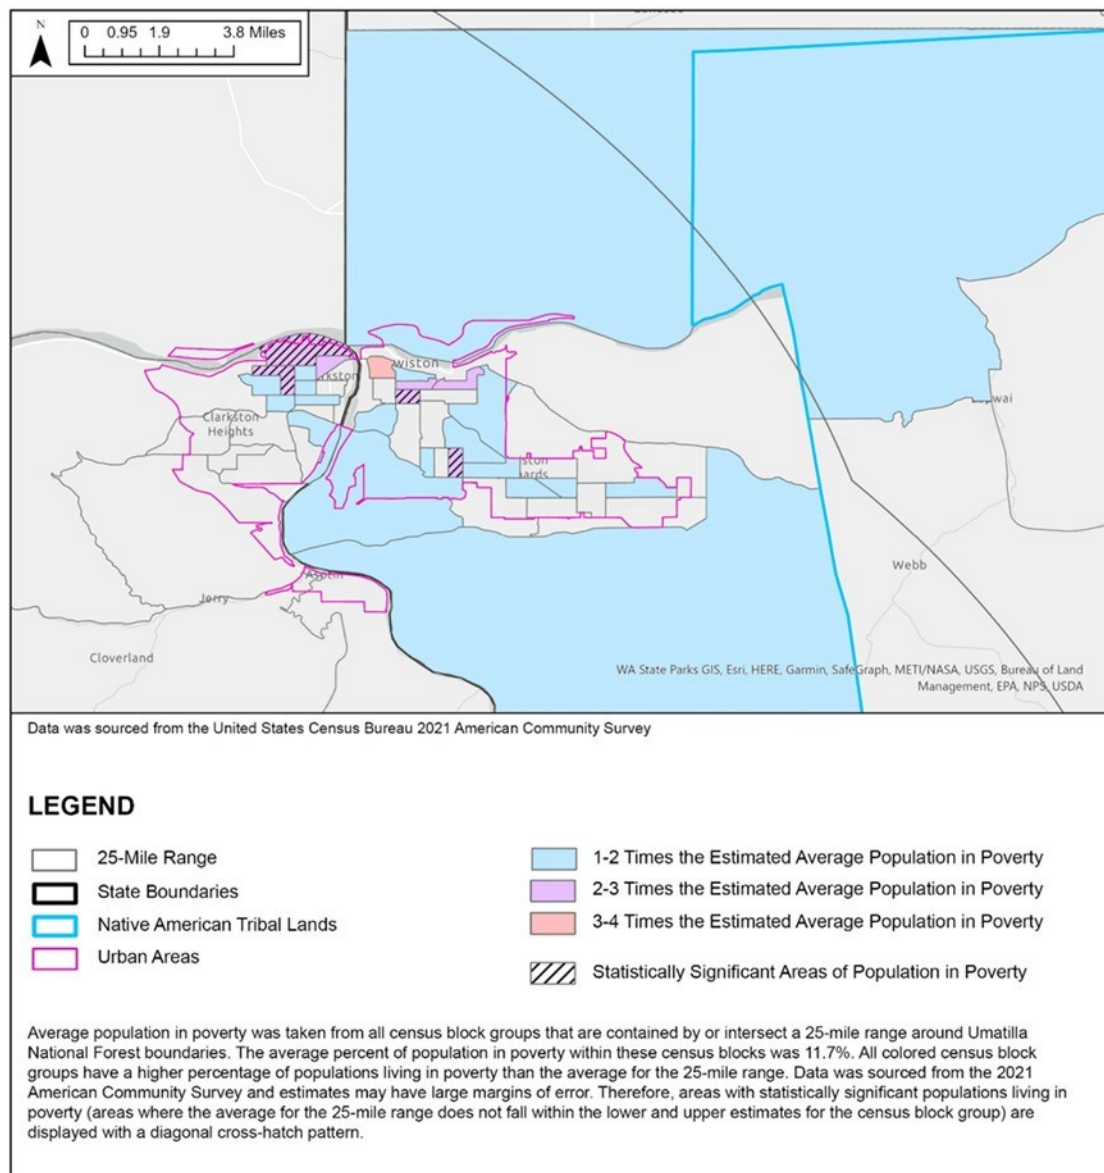 N
0 0.95 1.9 3.8 Miles
wiston
rkston
Clarkston
Heights
wai
iston
hards
Asotin
Webb
Jerry
Cloverland
WA State Parks GIS, Esri, HERE, Garmin, SafeGraph, METI/NASA, USGS, Bureau of Land
Management, EPA, NPS, USDA
Data was sourced from the United States Census Bureau 2021 American Community Survey
LEGEND
25-Mile Range
State Boundaries
Native American Tribal Lands
Urban Areas
1-2 Times the Estimated Average Population in Poverty
2-3 Times the Estimated Average Population in Poverty
3-4 Times the Estimated Average Population in Poverty
Statistically Significant Areas of Population in Poverty
Average population in poverty was taken from all census block groups that are contained by or intersect a 25-mile range around Umatilla
National Forest boundaries. The average percent of population in poverty within these census blocks was 11.7%. All colored census block
groups have a higher percentage of populations living in poverty than the average for the 25-mile range. Data was sourced from the 2021
American Community Survey and estimates may have large margins of error. Therefore, areas with statistically significant populations living in
poverty (areas where the average for the 25-mile range does not fall within the lower and upper estimates for the census block group) are
displayed with a diagonal cross-hatch pattern.